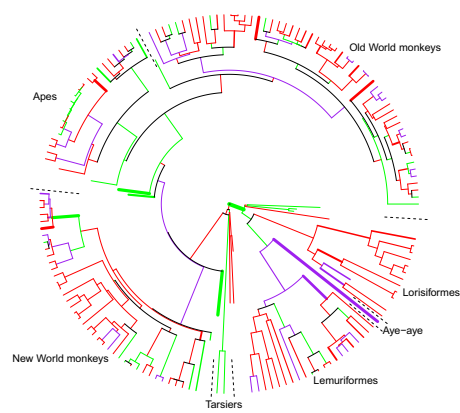 Old World monkeys
Apes
Lorisiformes
Aye−aye
New World monkeys
Lemuriformes
Tarsiers